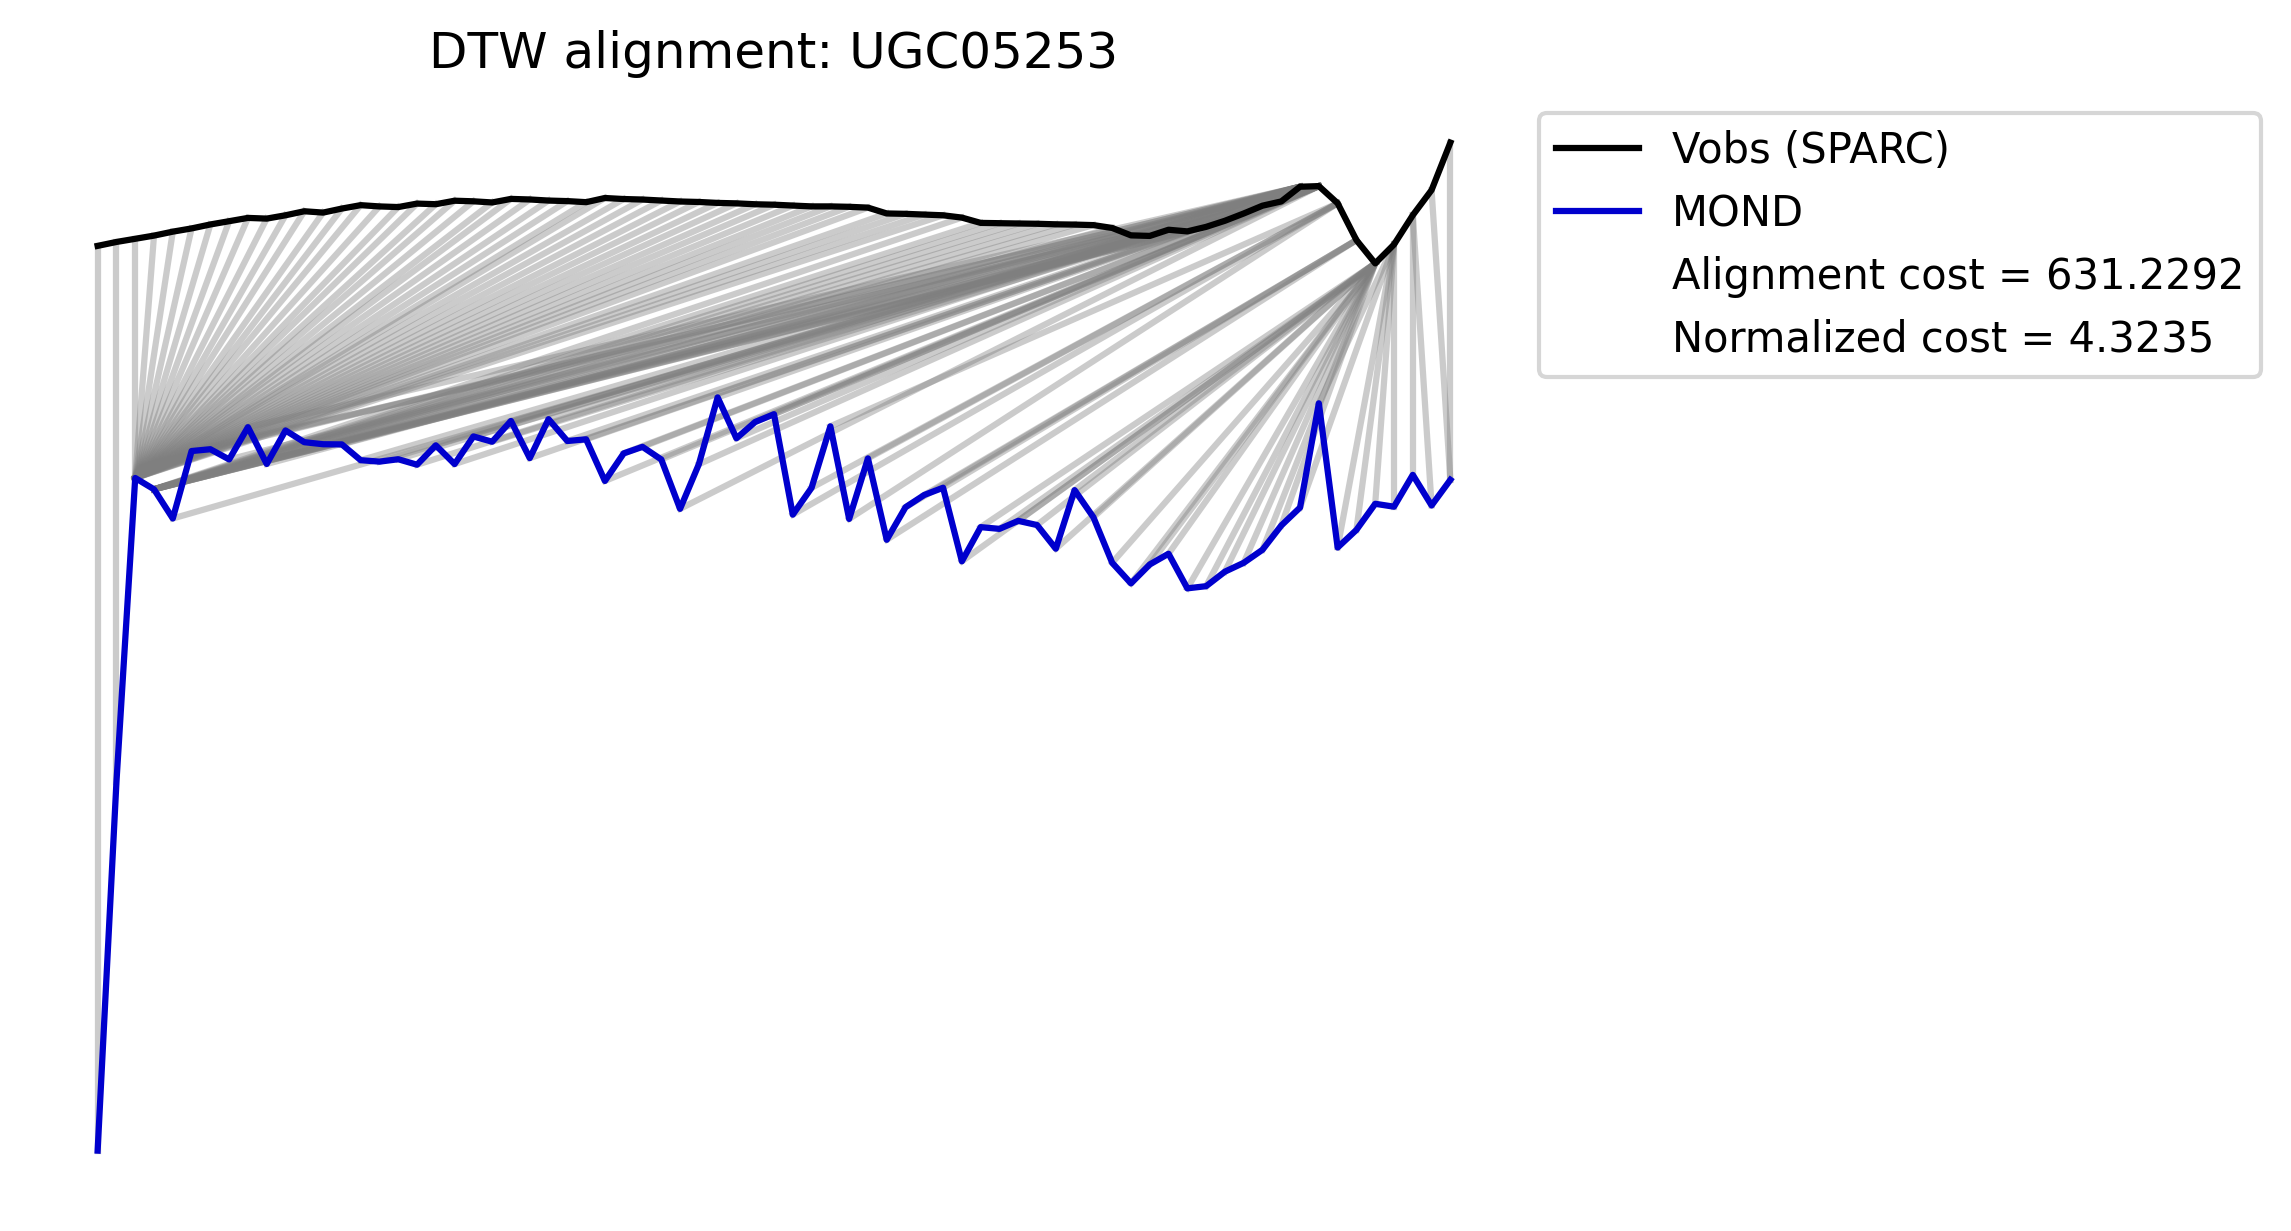 DTW alignment: UGC05253
Vobs (SPARC)
MOND
Alignment cost = 631.2292
Normalized cost = 4.3235